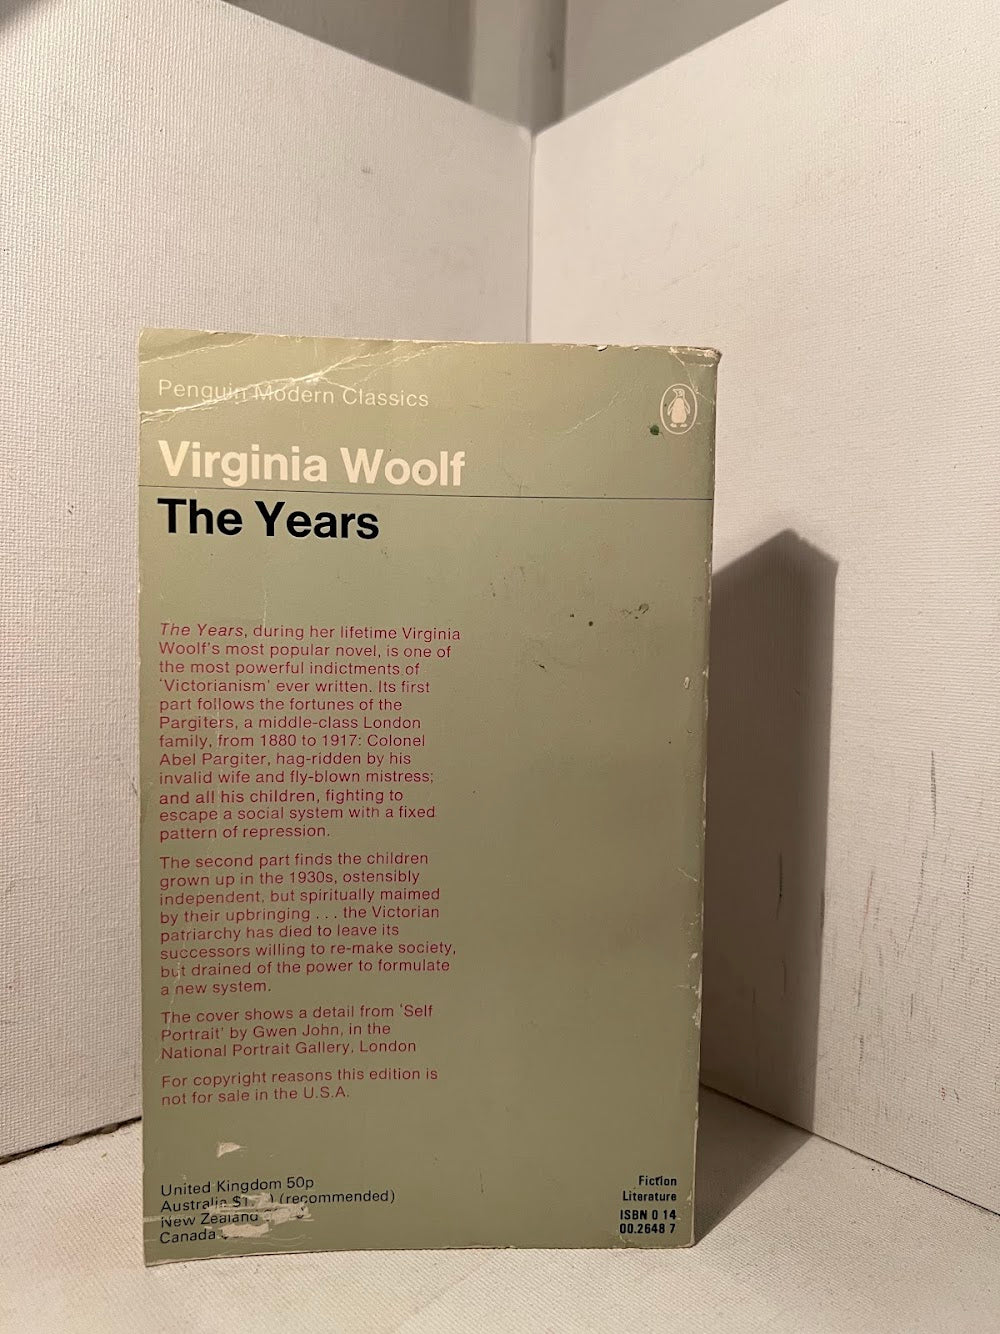 Penguin Modern Classics
Virginia Woolf
The Years
The Years, during her lifetime Virginia
Woolf's most popular novel, is one of
the most powerful indictments of
'Victorianism' ever written. Its first
part follows the fortunes of the
Pargiters, a middle-class London
family, from 1880 to 1917: Colonel
Abel Pargiter, hag-ridden by his
invalid wife and fly-blown mistress;
and all his children, fighting to
escape a social system with a fixed
pattern of repression.
The second part finds the children
grown up in the 1930s, ostensibly
independent, but spiritually maimed
by their upbringing . . . the Victorian
patriarchy has died to leave its
successors willing to re-make society,
but drained of the power to formulate
a new system.
The cover shows a detail from 'Self
Portrait' by Gwen John, in the
National Portrait Gallery, London
For copyright reasons this edition is
not for sale in the U.S.A.
United Kingdom 50p
Australia (recommended)
New Zealand
Canada
Fiction
Literature
ISBN 0 14
00.2648 7